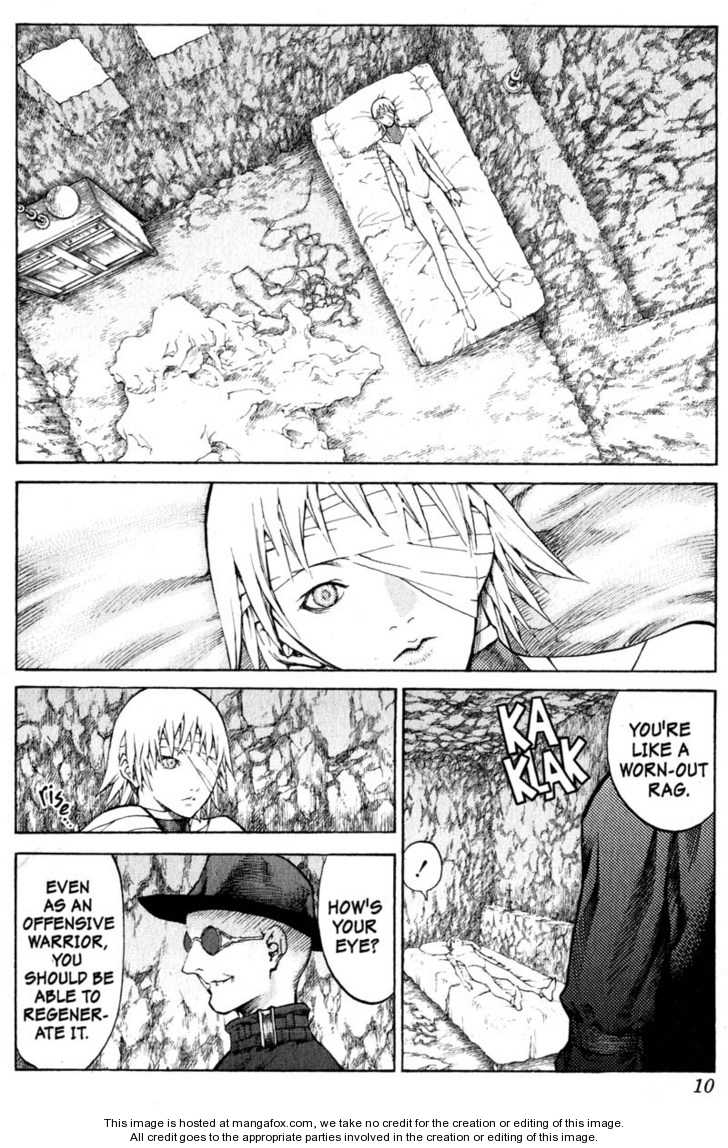 YOU'RE
LIKE A
WORN-OUT
RAG.
KA
KLAK
!
rise...
HOW'S
YOUR
EYE?
EVEN
AS AN
OFFENSIVE
WARRIOR,
YOU
SHOULD BE
ABLE TO
REGENER-
ATE IT.
10
This image is hosted at mangafox.com, we take no credit for the creation or editing of this image.
All credit goes to the appropriate parties involved in the creation or editing of this image.